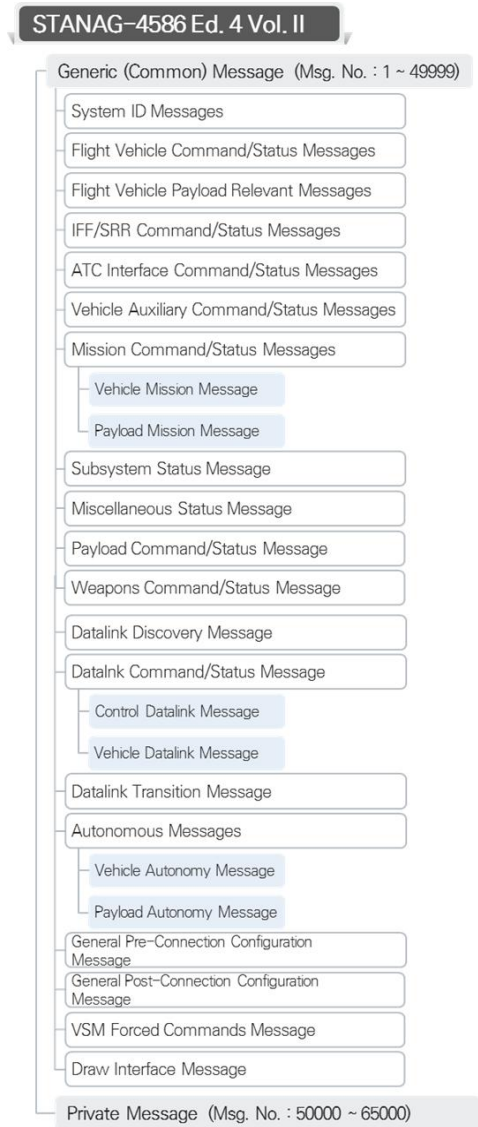 STANAG-4586 Ed. 4 Vol. II
Generic (Common) Message (Msg. No. : 1 ~ 49999)
System ID Messages
Flight Vehicle Command/Status Messages
Flight Vehicle Payload Relevant Messages
IFF/SRR Command/Status Messages
ATC Interface Command/Status Messages
Vehicle Auxiliary Command/Status Messages
Mission Command/Status Messages
Vehicle Mission Message
Payload Mission Message
Subsystem Status Message
Miscellaneous Status Message
Payload Command/Status Message
Weapons Command/Status Message
Datalink Discovery Message
Datalnk Command/Status Message
Control Datalink Message
Vehicle Datalink Message
Datalink Transition Message
Autonomous Messages
Vehicle Autonomy Message
Payload Autonomy Message
General Pre-Connection Configuration
Message
General Post-Connection Configuration
Message
VSM Forced Commands Message
Draw Interface Message
Private Message (Msg. No. : 50000 ~ 65000)